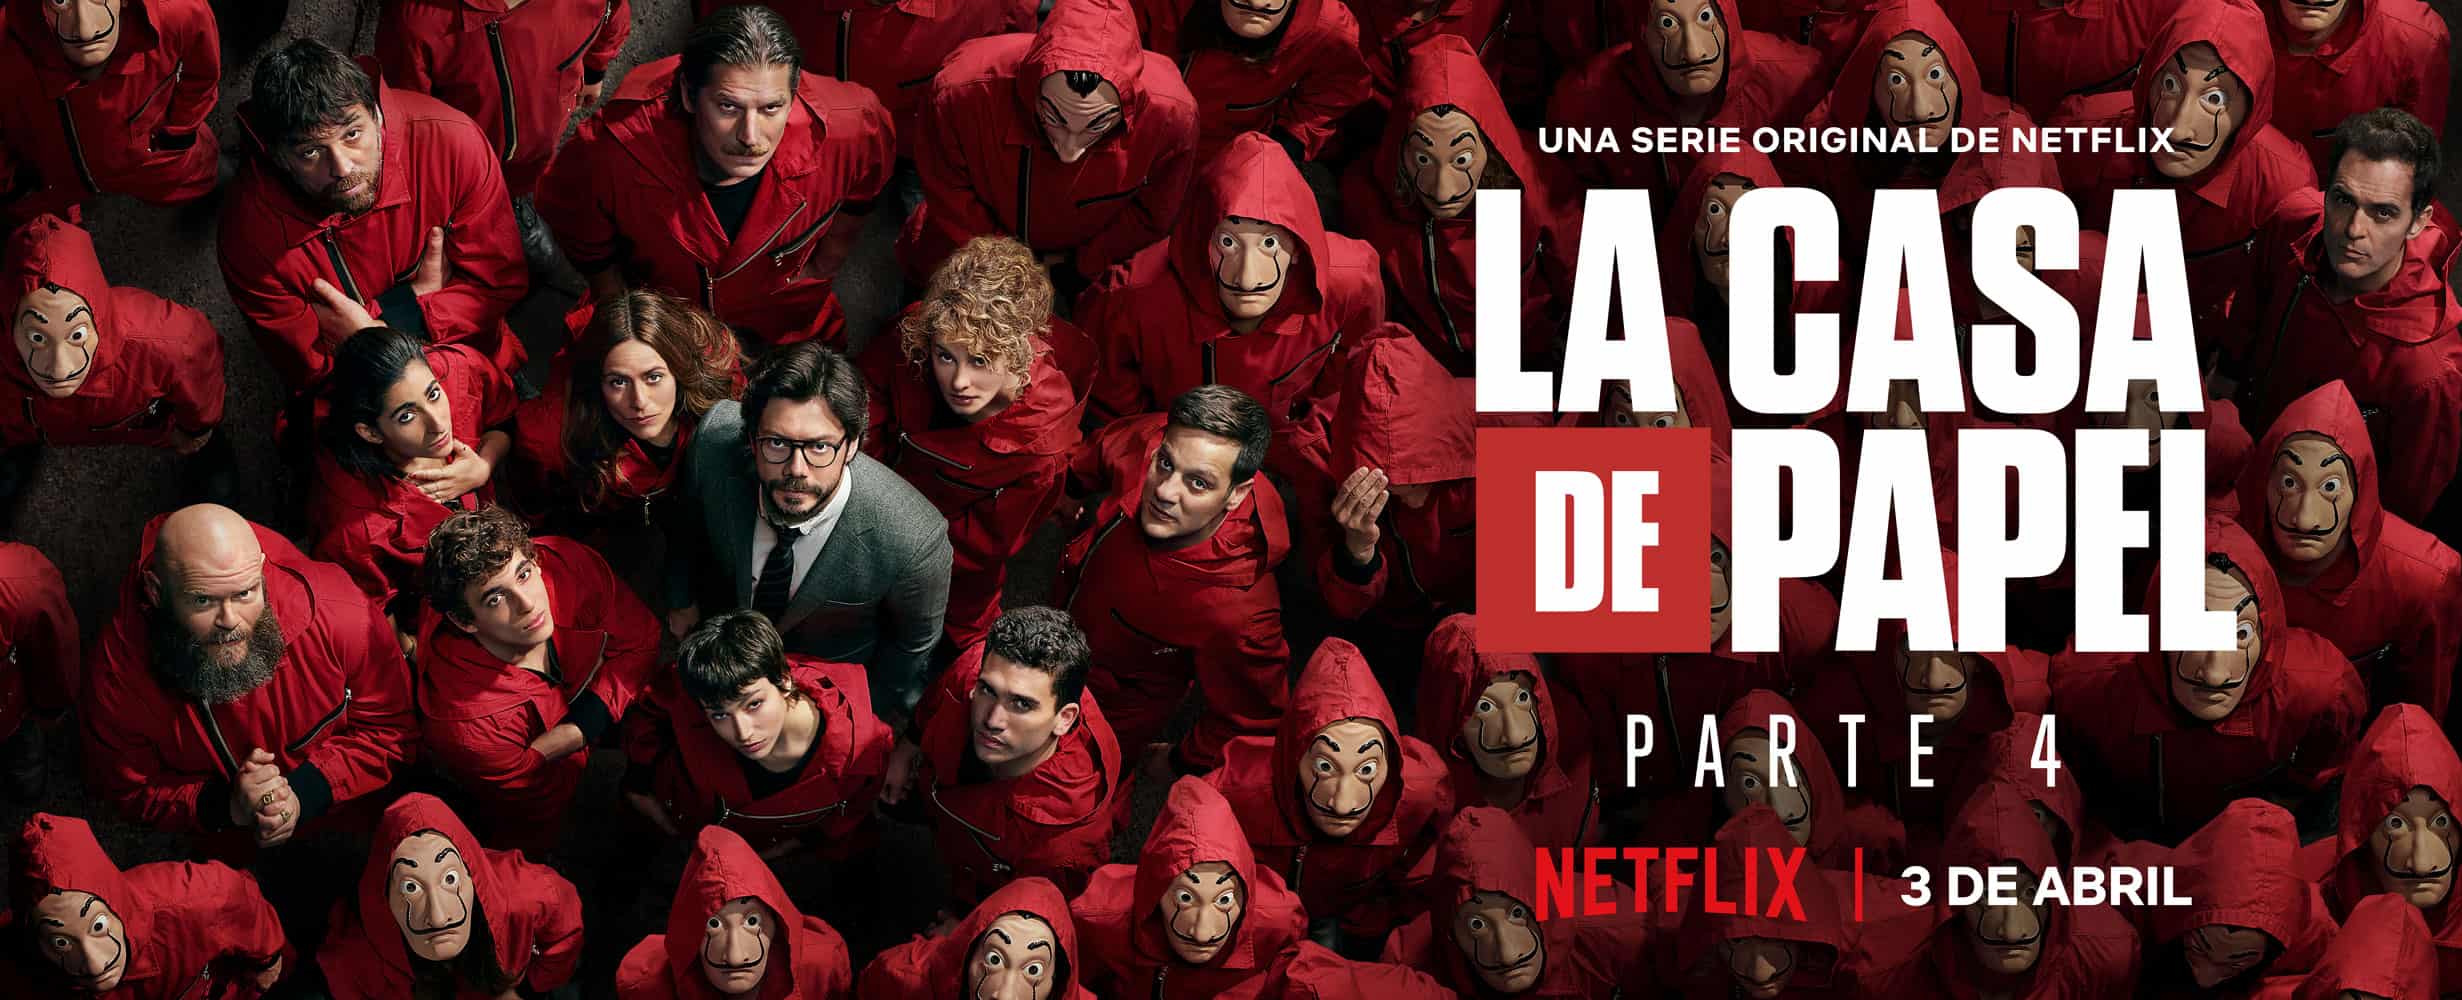 UNA SERIE ORIGINAL DE NETFLIX
LA CASA
DE PAPEL
PARTE 4
NETFLIX | 3 DE ABRIL